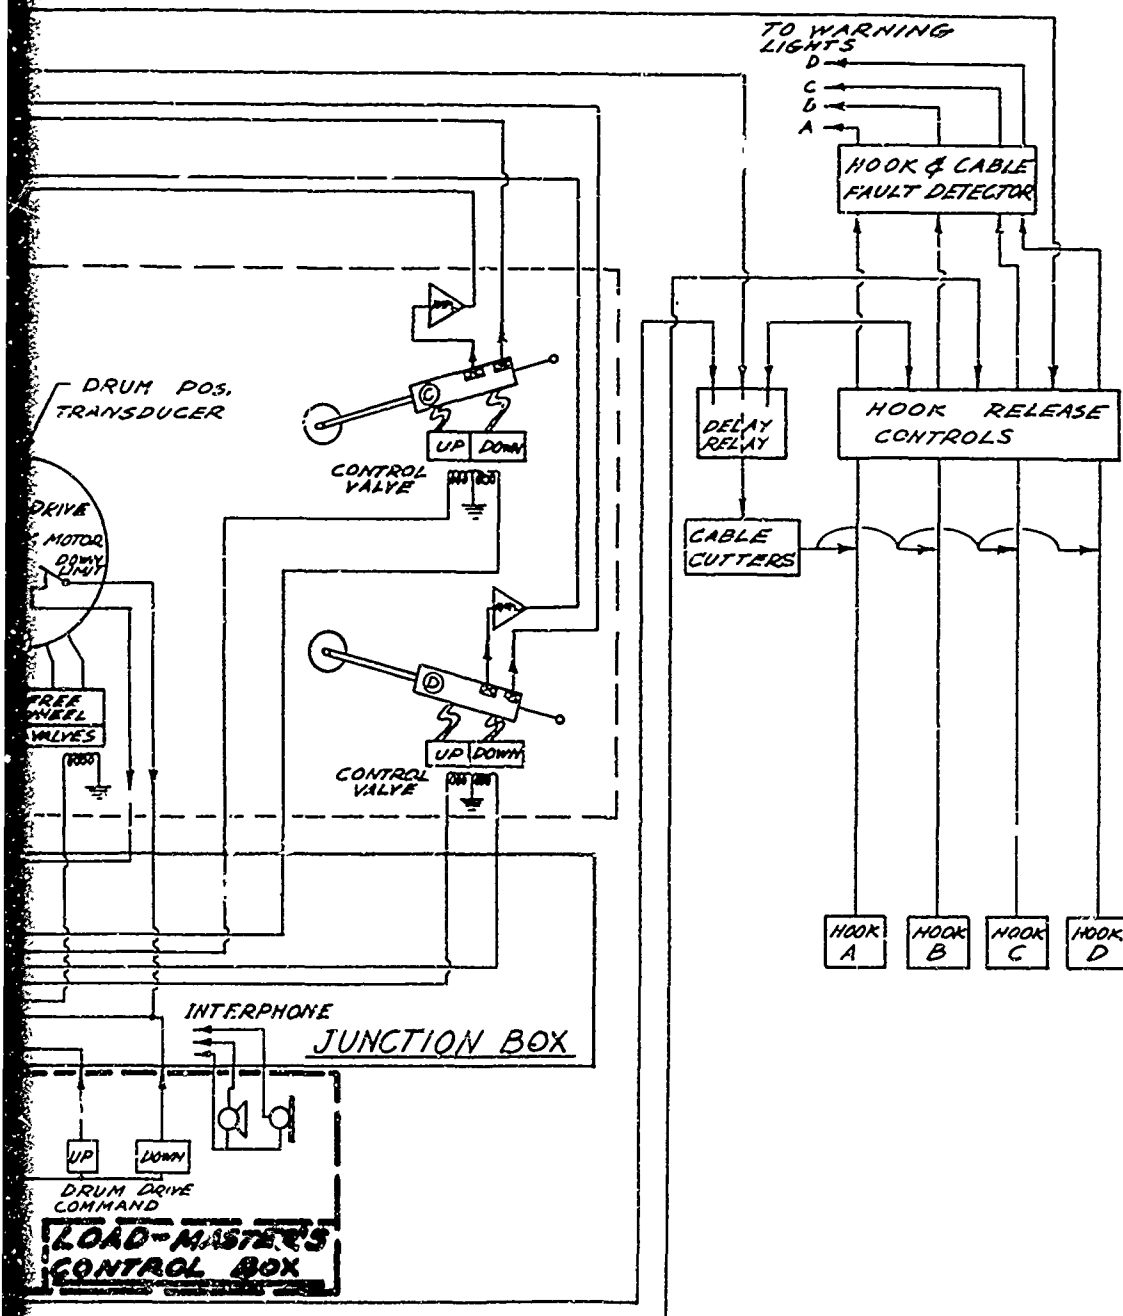 TO WARNING
LIGHTS
D
C
B
A
HOOK & CABLE
FAULT DETECTOR
DRUM POS.
TRANSDUCER
C
UP DOWN
CONTROL
VALVE
DELAY
RELAY
HOOK RELEASE
CONTROLS
CABLE
CUTTERS
DRIVE
MOTOR
DOWN
LIMIT
D
UP DOWN
CONTROL
VALVE
FREE
WHEEL
VALVES
HOOK
A
HOOK
B
HOOK
C
HOOK
D
INTERPHONE
JUNCTION BOX
UP
DOWN
DRUM DRIVE
COMMAND
LOAD-MASTER'S
CONTROL BOX